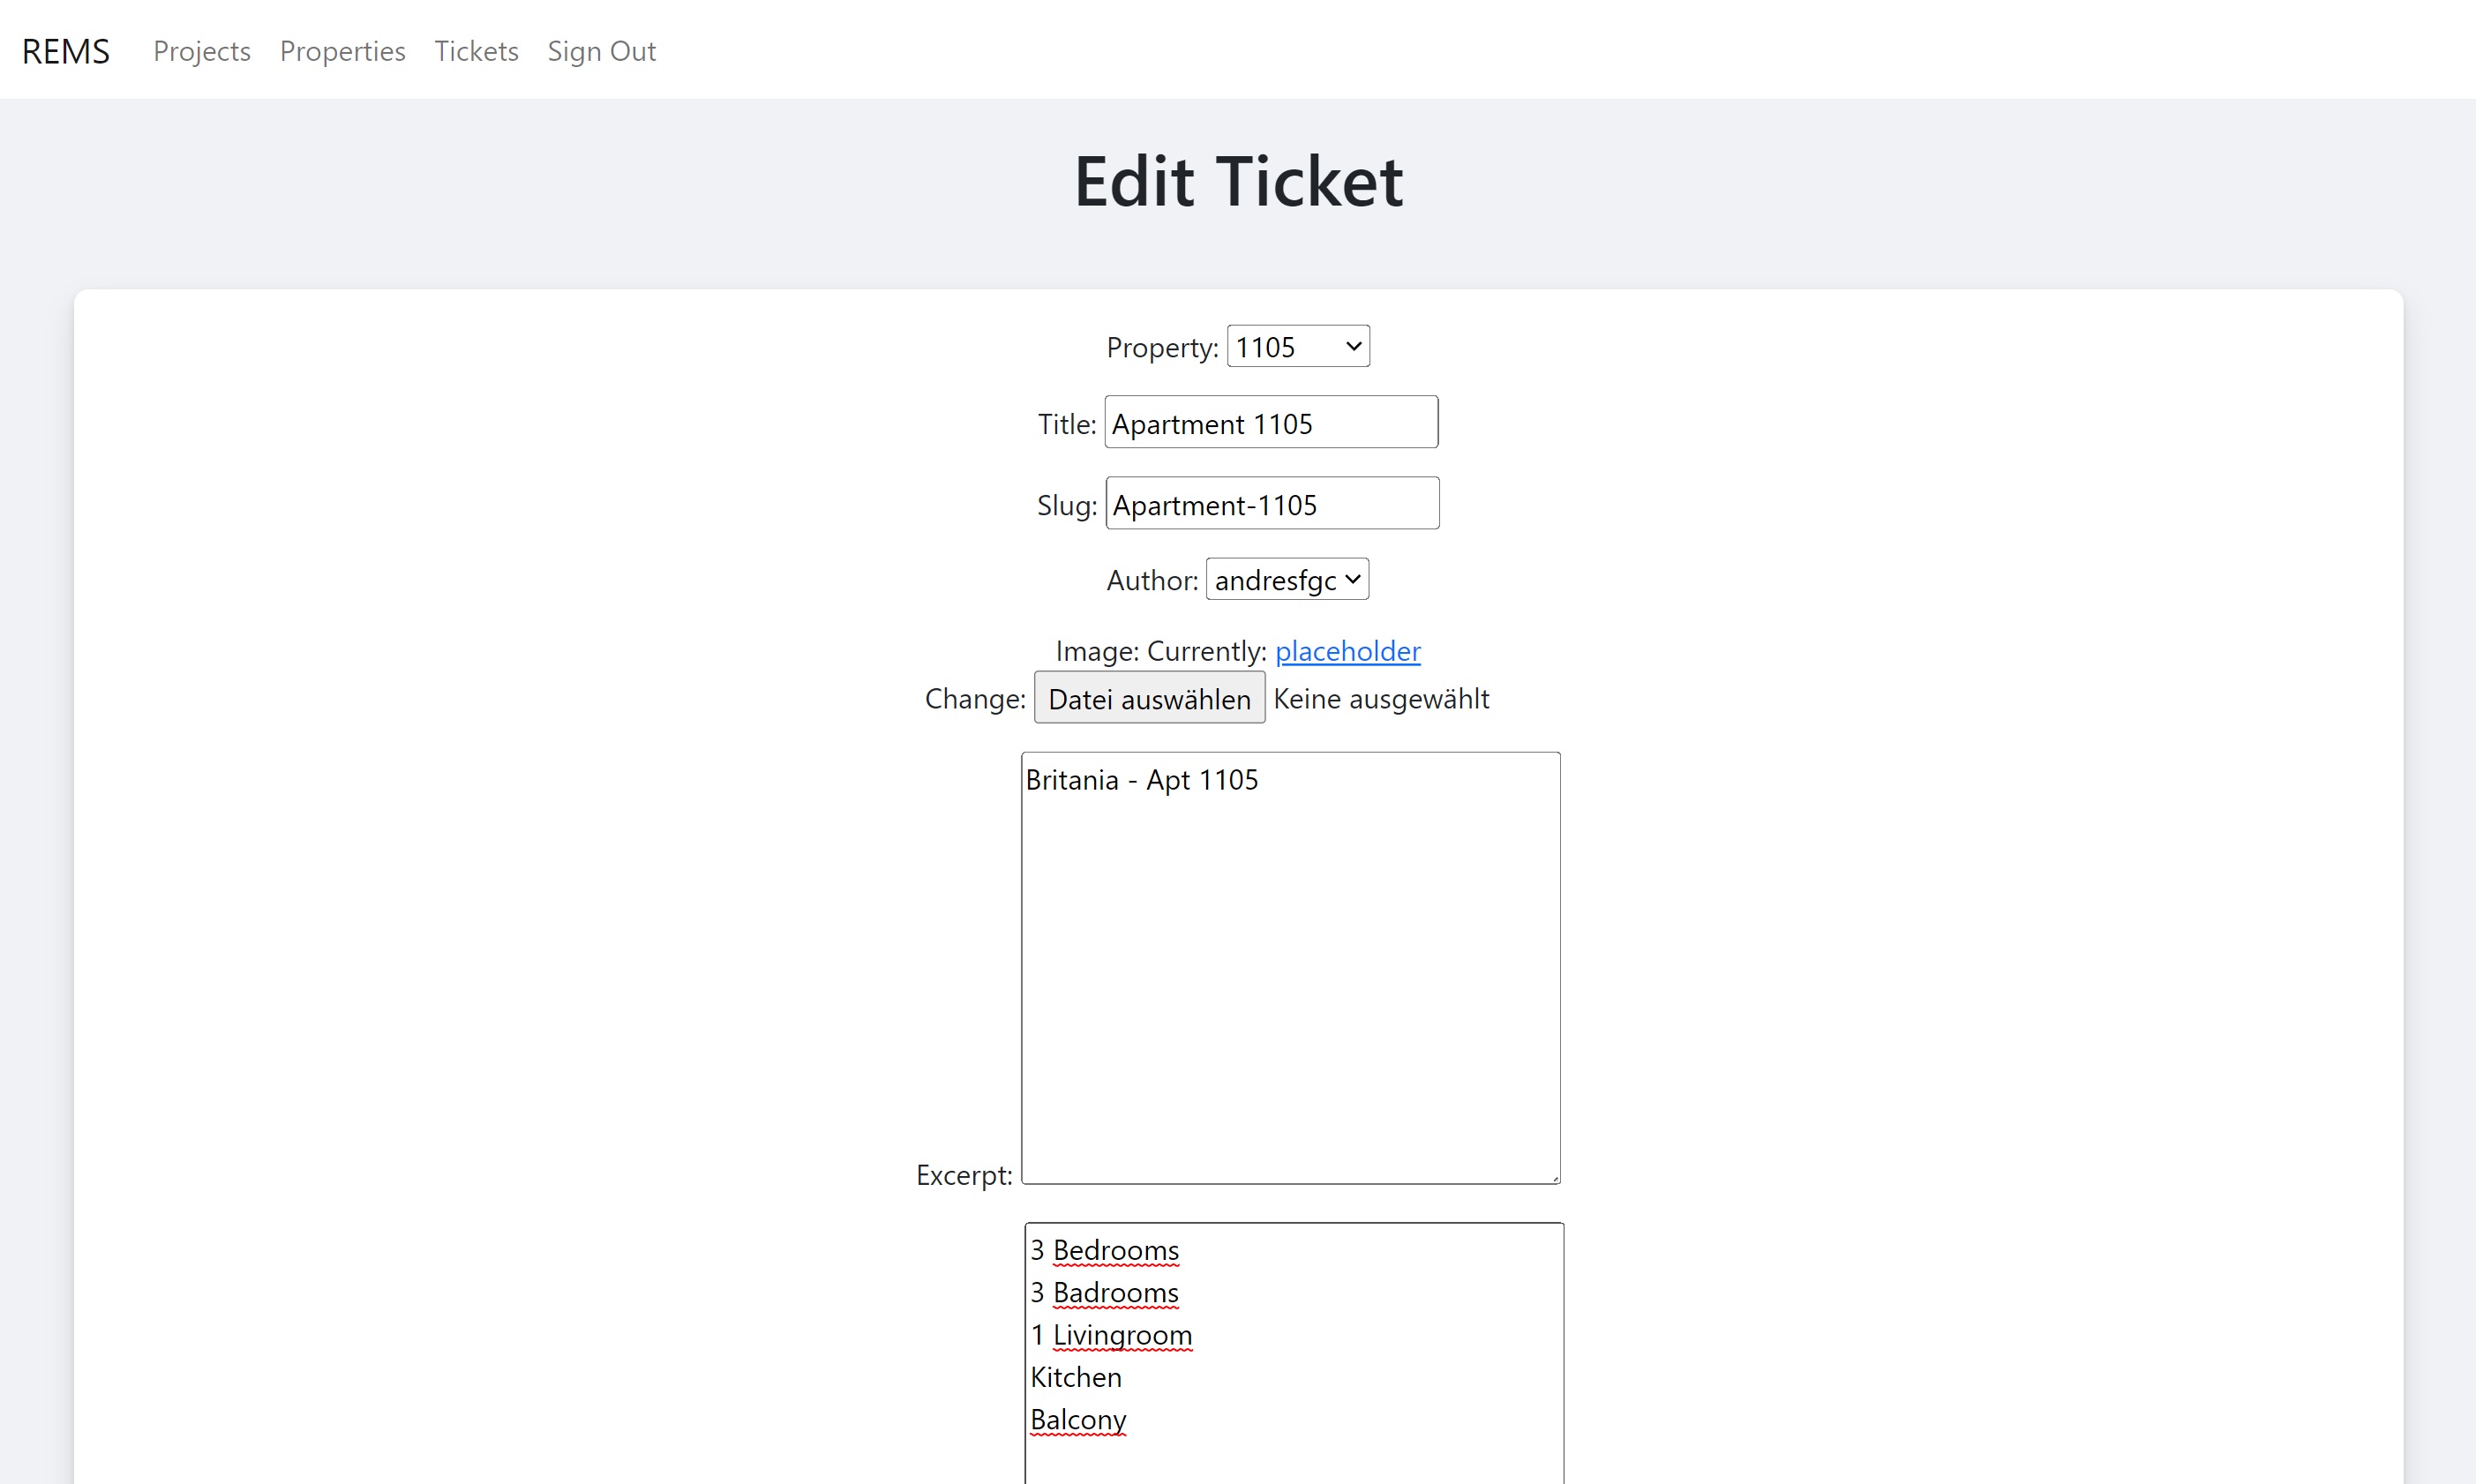 REMS Projects Properties Tickets Sign Out
Edit Ticket
Property: 1105
Title: Apartment 1105
Slug: Apartment-1105
Author: andresfgc
Image: Currently: placeholder
Change: Datei auswählen Keine ausgewählt
Britania - Apt 1105
Excerpt:
3 Bedrooms
3 Badrooms
1 Livingroom
Kitchen
Balcony